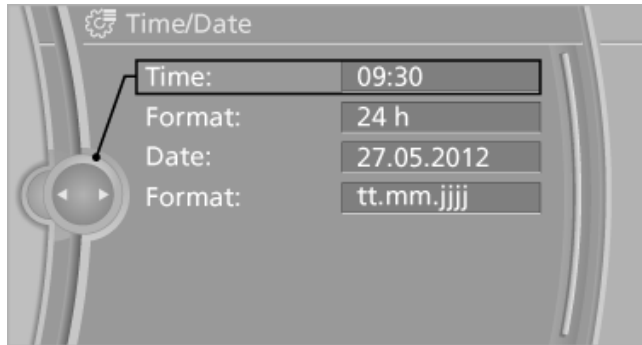 Time/Date
Time: 09:30
Format: 24 h
Date: 27.05.2012
Format: tt.mm.jjjj